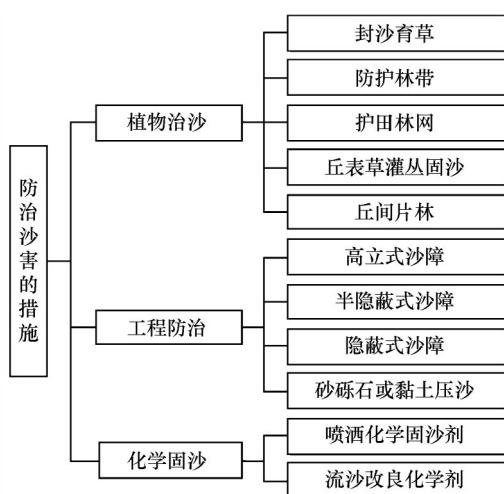 防治沙害的措施
植物治沙
封沙育草
防护林带
护田林网
丘表草灌丛固沙
丘间片林
工程防治
高立式沙障
半隐蔽式沙障
隐蔽式沙障
砂砾石或黏土压沙
化学固沙
喷洒化学固沙剂
流沙改良化学剂